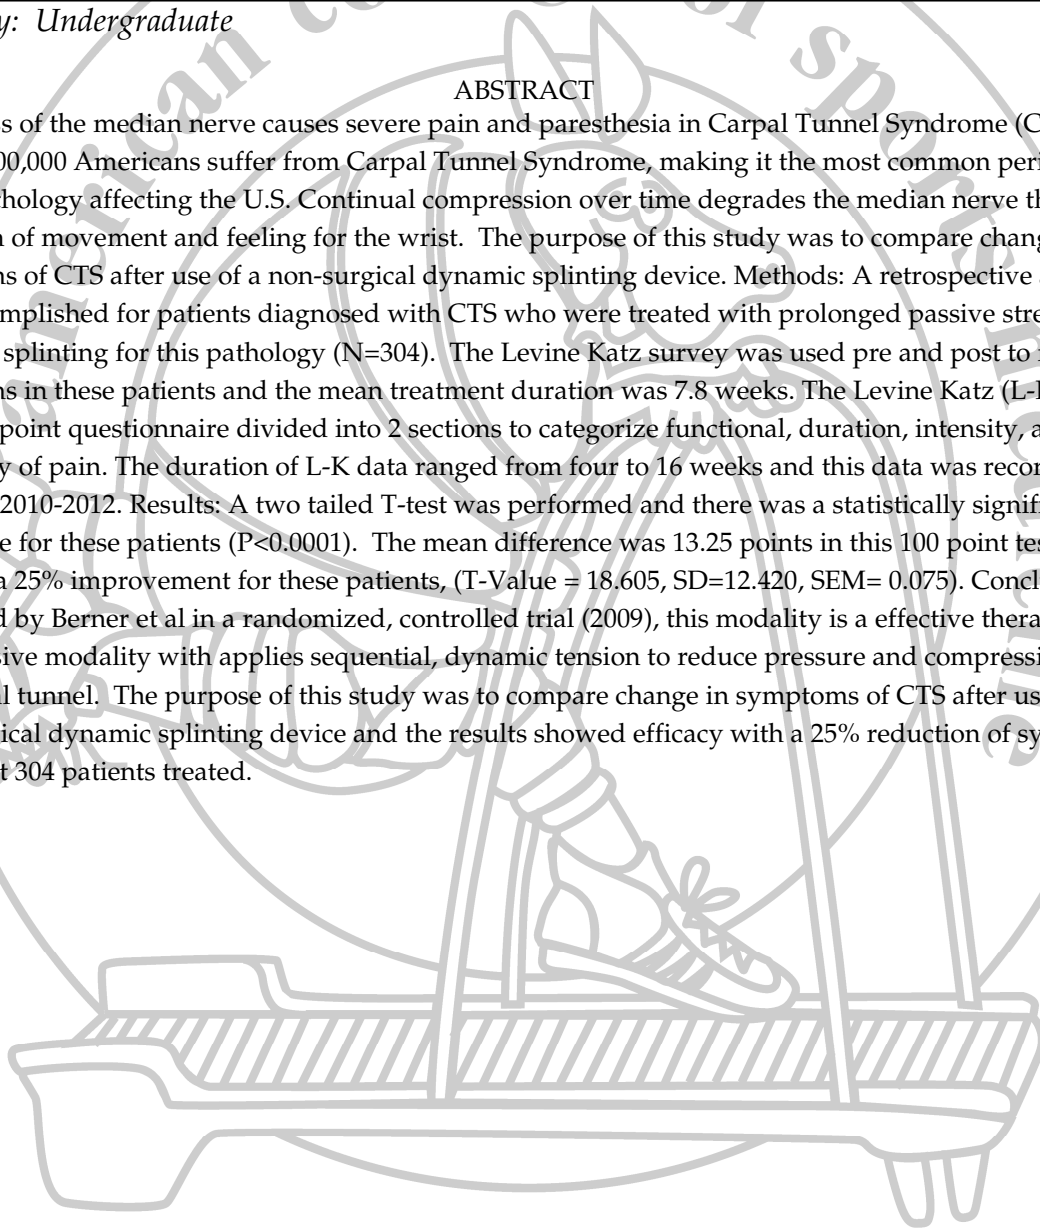 y: Undergraduate
ABSTRACT
s of the median nerve causes severe pain and paresthesia in Carpal Tunnel Syndrome (C
00,000 Americans suffer from Carpal Tunnel Syndrome, making it the most common peri
thology affecting the U.S. Continual compression over time degrades the median nerve th
n of movement and feeling for the wrist. The purpose of this study was to compare chang
ns of CTS after use of a non-surgical dynamic splinting device. Methods: A retrospective
mplished for patients diagnosed with CTS who were treated with prolonged passive stre
splinting for this pathology (N=304). The Levine Katz survey was used pre and post to
ns in these patients and the mean treatment duration was 7.8 weeks. The Levine Katz (L-
point questionnaire divided into 2 sections to categorize functional, duration, intensity, a
y of pain. The duration of L-K data ranged from four to 16 weeks and this data was recor
2010-2012. Results: A two tailed T-test was performed and there was a statistically signifi
e for these patients (P<0.0001). The mean difference was 13.25 points in this 100 point tes
a 25% improvement for these patients, (T-Value = 18.605, SD=12.420, SEM= 0.075). Concl
d by Berner et al in a randomized, controlled trial (2009), this modality is a effective thera
sive modality with applies sequential, dynamic tension to reduce pressure and compressi
l tunnel. The purpose of this study was to compare change in symptoms of CTS after us
ical dynamic splinting device and the results showed efficacy with a 25% reduction of sy
t 304 patients treated.
american
sports medicine